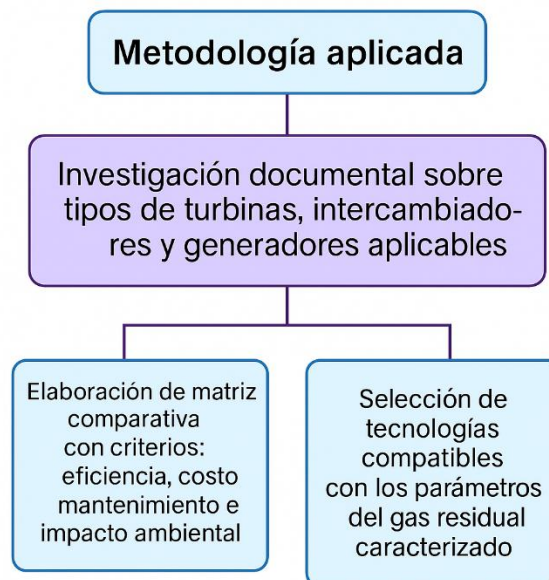 Metodología aplicada
Investigación documental sobre
tipos de turbinas, intercambiado-
res y generadores aplicables
Elaboración de matriz
comparativa
con criterios:
eficiencia, costo
mantenimiento e
impacto ambiental
Selección de
tecnologías
compatibles
con los parámetros
del gas residual
caracterizado